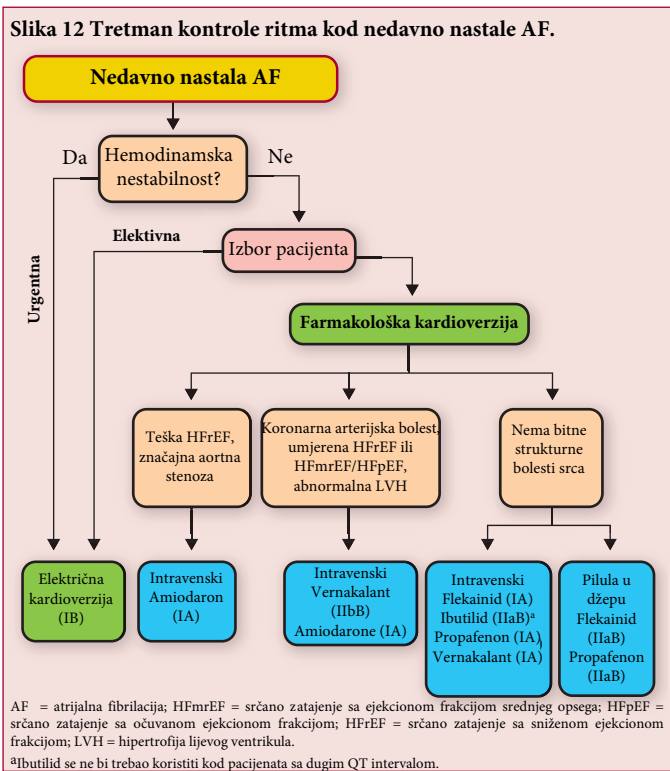 Slika 12 Tretman kontrole ritma kod nedavno nastale AF.
Nedavno nastala AF
Da
Hemodinamska
nestabilnost?
Ne
Elektivna
Izbor pacijenta
Urgentna
Farmakološka kardioverzija
Teška HFrEF,
značajna aortna
stenoza
Koronarna arterijska bolest,
umjerena HFrEF ili
HFmrEF/HFpEF,
abnormalna LVH
Nema bitne
strukturne
bolesti srca
Električna
kardioverzija
(IB)
Intravenski
Amiodaron
(IA)
Intravenski
Vernakalant
(IIbB)
Amiodarone (IA)
Intravenski
Flekainid (IA)
Ibutilid (IIaB)ᵃ
Propafenon (IA)
Vernakalant (IA)
Pilula u
džepu
Flekainid
(IIaB)
Propafenon
(IIaB)
AF = atrijalna fibrilacija; HFmrEF = srčano zatajenje sa ejekcionom frakcijom srednjeg opsega; HFpEF =
srčano zatajenje sa očuvanom ejekcionom frakcijom; HFrEF = srčano zatajenje sa sniženom ejekcionom
frakcijom; LVH = hipertrofija lijevog ventrikula.
ᵃIbutilid se ne bi trebao koristiti kod pacijenata sa dugim QT intervalom.